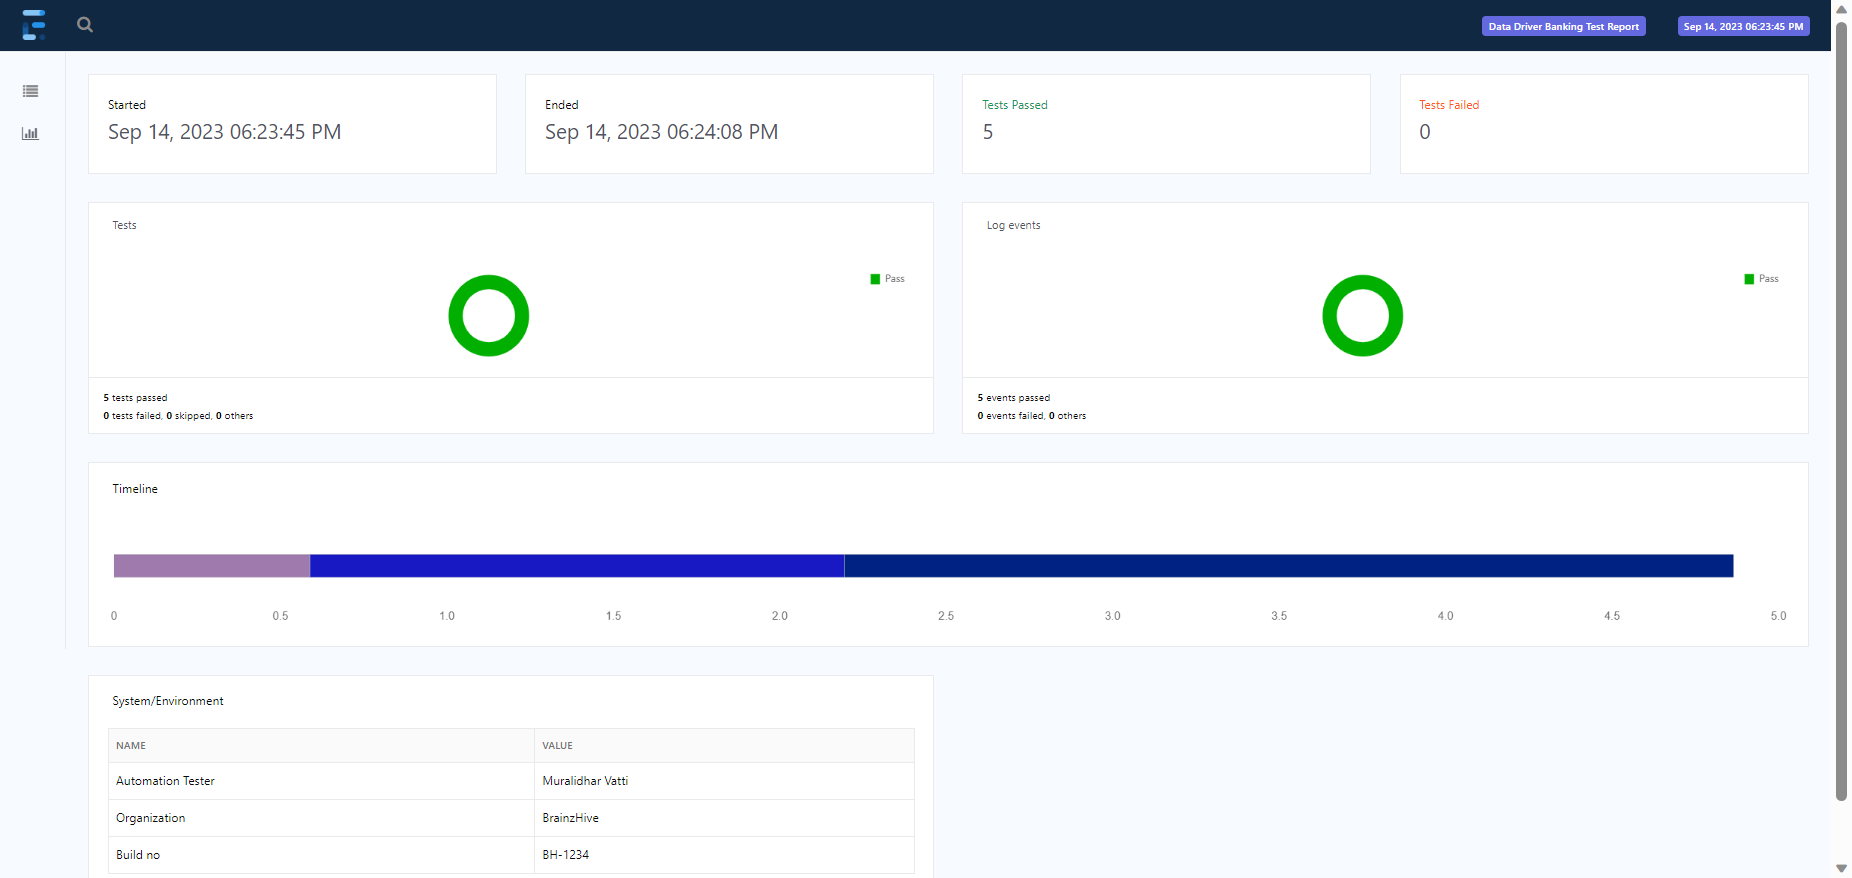 Data Driver Banking Test Report
Sep 14, 2023 06:23:45 PM
Started
Sep 14, 2023 06:23:45 PM
Ended
Sep 14, 2023 06:24:08 PM
Tests Passed
5
Tests Failed
0
Tests
Pass
5 tests passed
0 tests failed, 0 skipped, 0 others
Log events
Pass
5 events passed
0 events failed, 0 others
Timeline
0 0.5 1.0 1.5 2.0 2.5 3.0 3.5 4.0 4.5 5.0
System/Environment
NAME VALUE
Automation Tester Muralidhar Vatti
Organization BrainzHive
Build no BH-1234